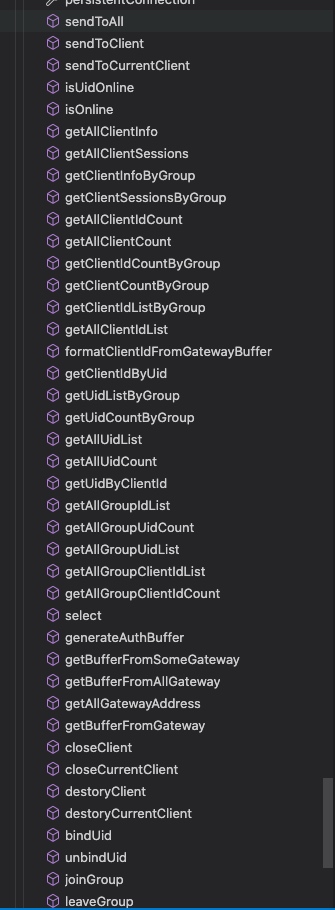 persistentConnection
sendToAll
sendToClient
sendToCurrentClient
isUidOnline
isOnline
getAllClientInfo
getAllClientSessions
getClientInfoByGroup
getClientSessionsByGroup
getAllClientIdCount
getAllClientCount
getClientIdCountByGroup
getClientCountByGroup
getClientIdListByGroup
getAllClientIdList
formatClientIdFromGatewayBuffer
getClientIdByUid
getUidListByGroup
getUidCountByGroup
getAllUidList
getAllUidCount
getUidByClientId
getAllGroupIdList
getAllGroupUidCount
getAllGroupUidList
getAllGroupClientIdList
getAllGroupClientIdCount
select
generateAuthBuffer
getBufferFromSomeGateway
getBufferFromAllGateway
getAllGatewayAddress
getBufferFromGateway
closeClient
closeCurrentClient
destoryClient
destoryCurrentClient
bindUid
unbindUid
joinGroup
leaveGroup